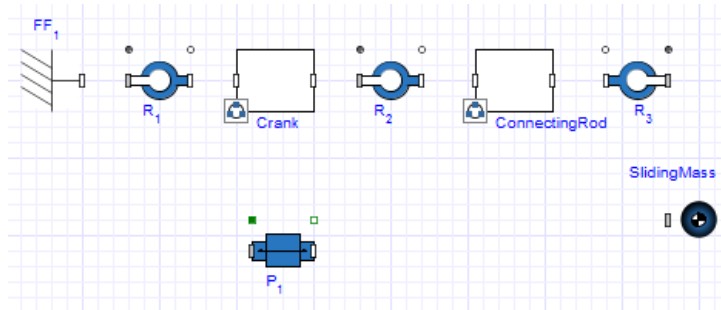 FF1
R1
Crank
R2
ConnectingRod
R3
SlidingMass
P1